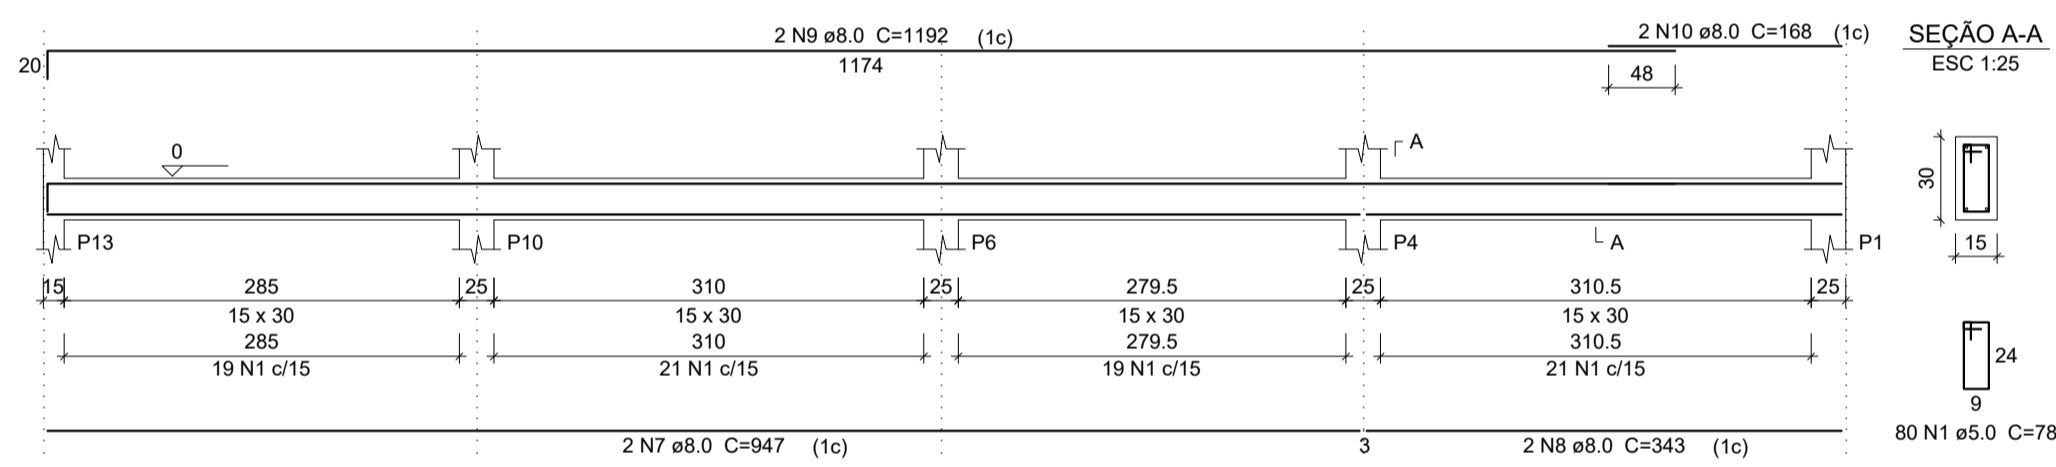 2 N9 ø8.0 C=1192 (1c)
2 N10 ø8.0 C=168 (1c)
SEÇÃO A-A
ESC 1:25
20
1174
48
0
A
30
P13
P10
P6
P4
A
P1
15
15
285
25
310
25
279.5
25
310.5
25
15 x 30
15 x 30
15 x 30
15 x 30
285
310
279.5
310.5
19 N1 c/15
21 N1 c/15
19 N1 c/15
21 N1 c/15
24
9
80 N1 ø5.0 C=78
2 N7 ø8.0 C=947 (1c)
3
2 N8 ø8.0 C=343 (1c)